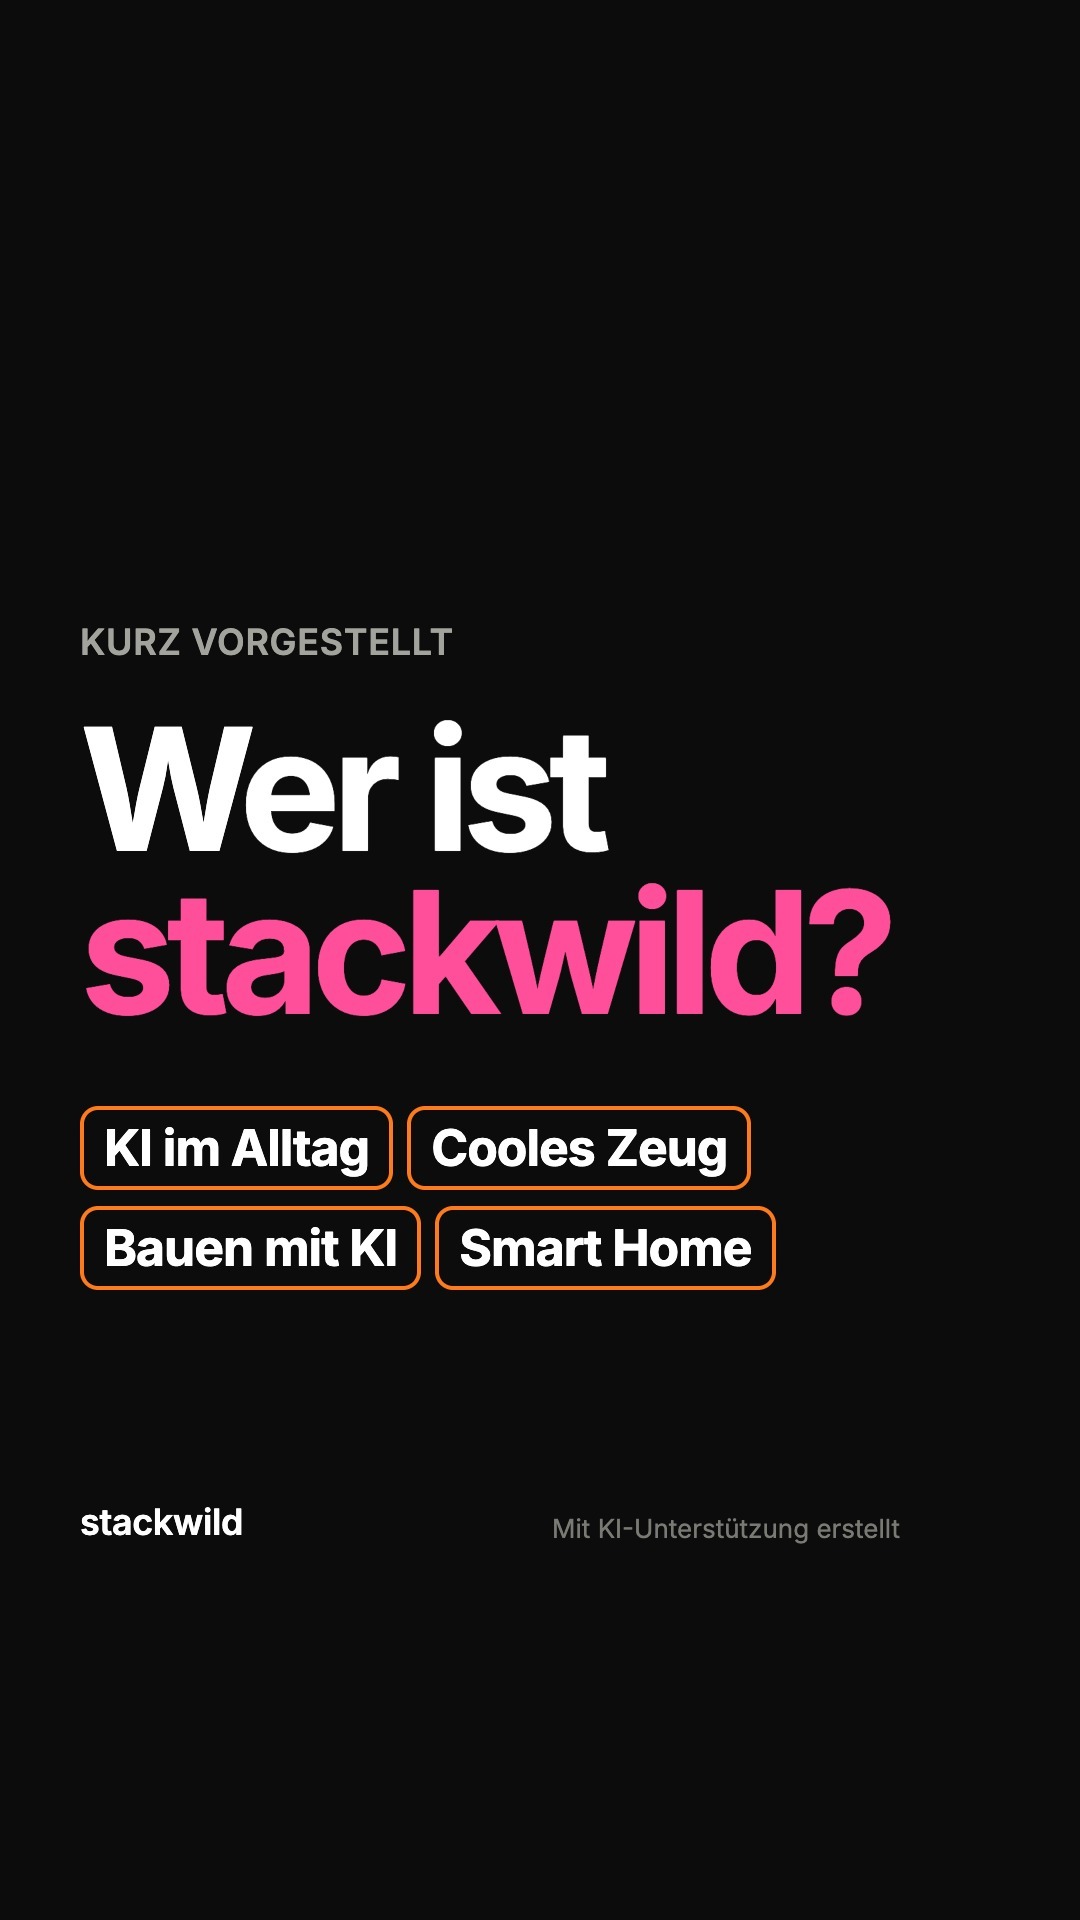 KURZ VORGESTELLT
Wer ist
stackwild?
KI im Alltag
Cooles Zeug
Bauen mit KI
Smart Home
stackwild
Mit KI-Unterstützung erstellt